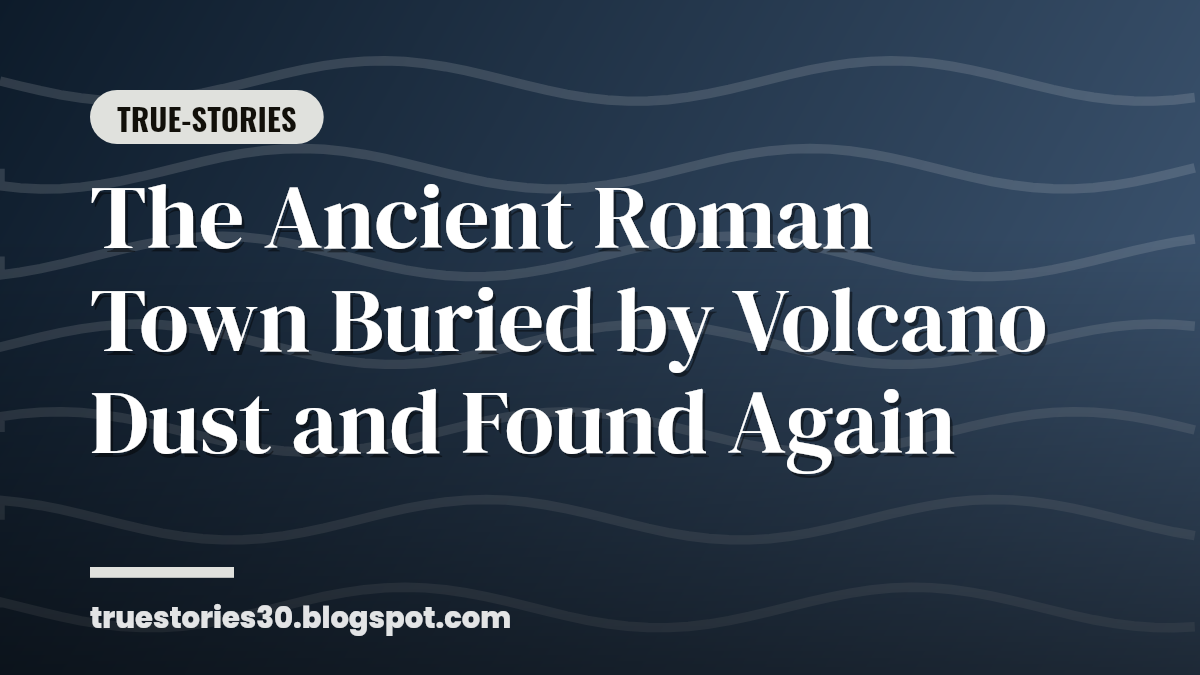 TRUE-STORIES
The Ancient Roman
Town Buried by Volcano
Dust and Found Again
truestories30.blogspot.com